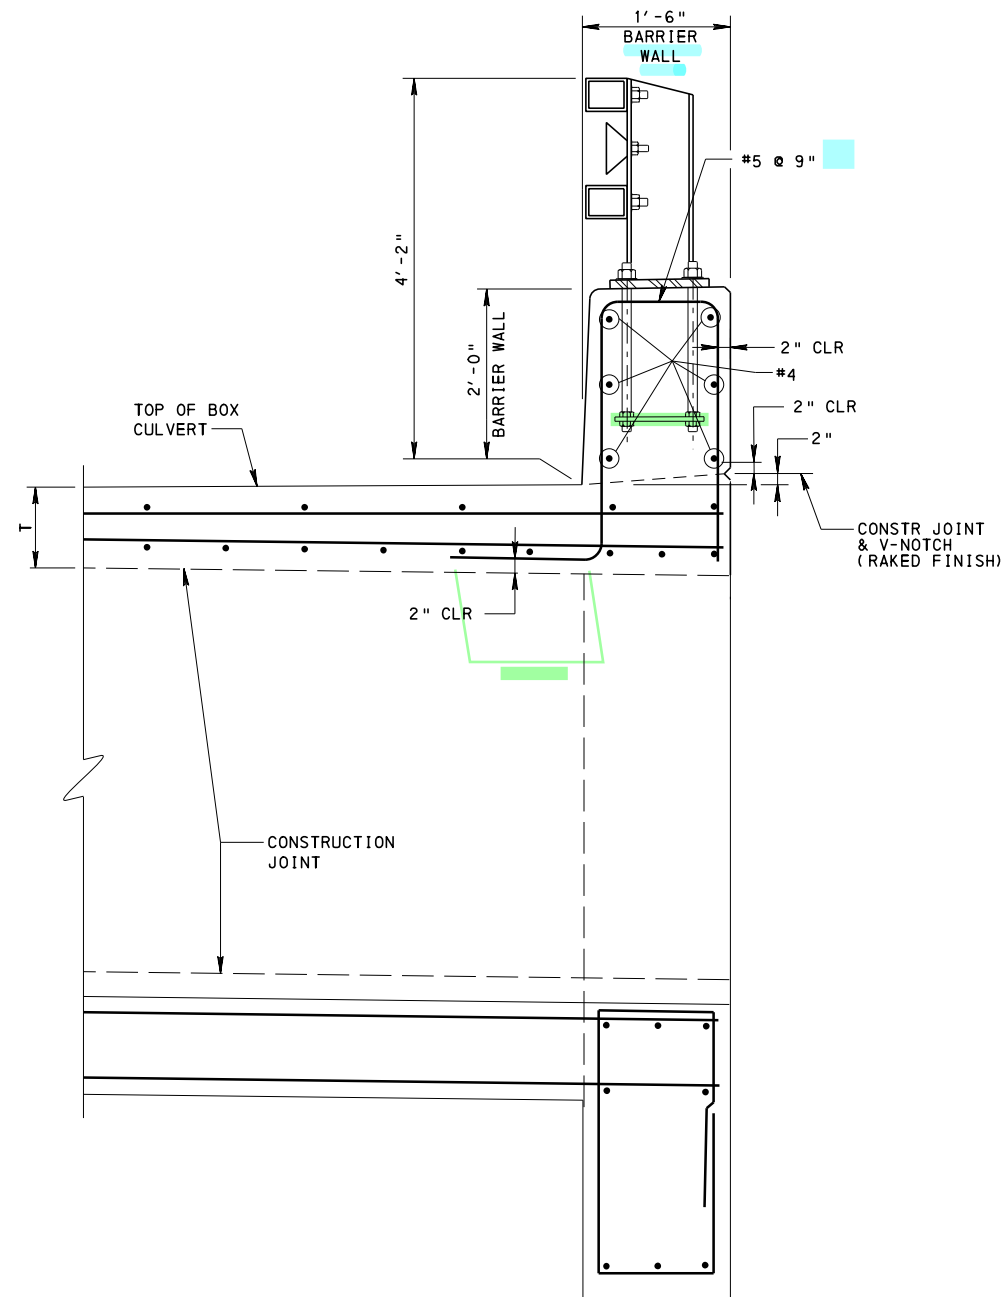 1'-6"
BARRIER
WALL
#5 @ 9"
4'-2"
2'-0"
BARRIER WALL
2" CLR
#4
2" CLR
2"
TOP OF BOX
CULVERT
T
CONSTR JOINT
& V-NOTCH
(RAKED FINISH)
2" CLR
CONSTRUCTION
JOINT